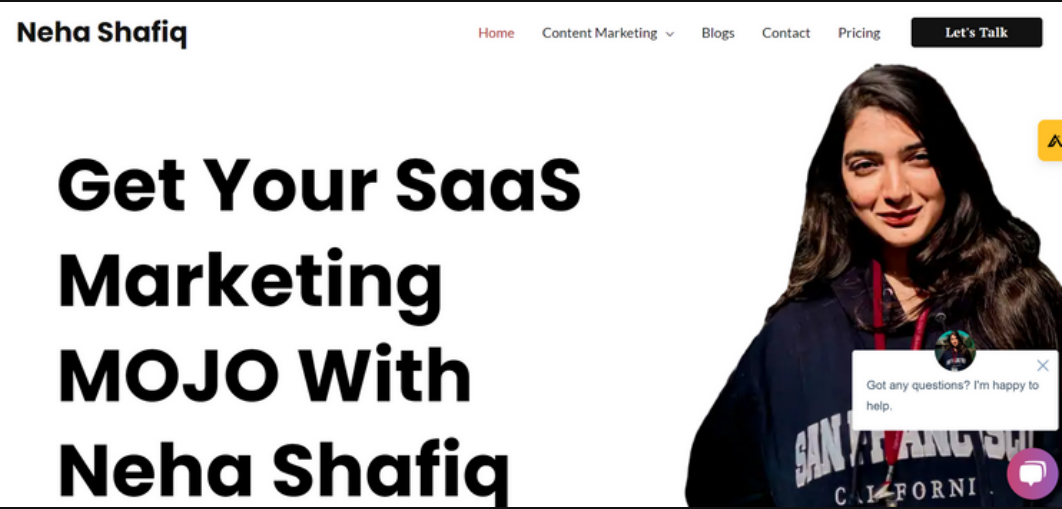 Neha Shafiq
Home Content Marketing Blogs Contact Pricing Let's Talk
Get Your SaaS
Marketing
MOJO With
Neha Shafiq
Got any questions? I'm happy to
help.